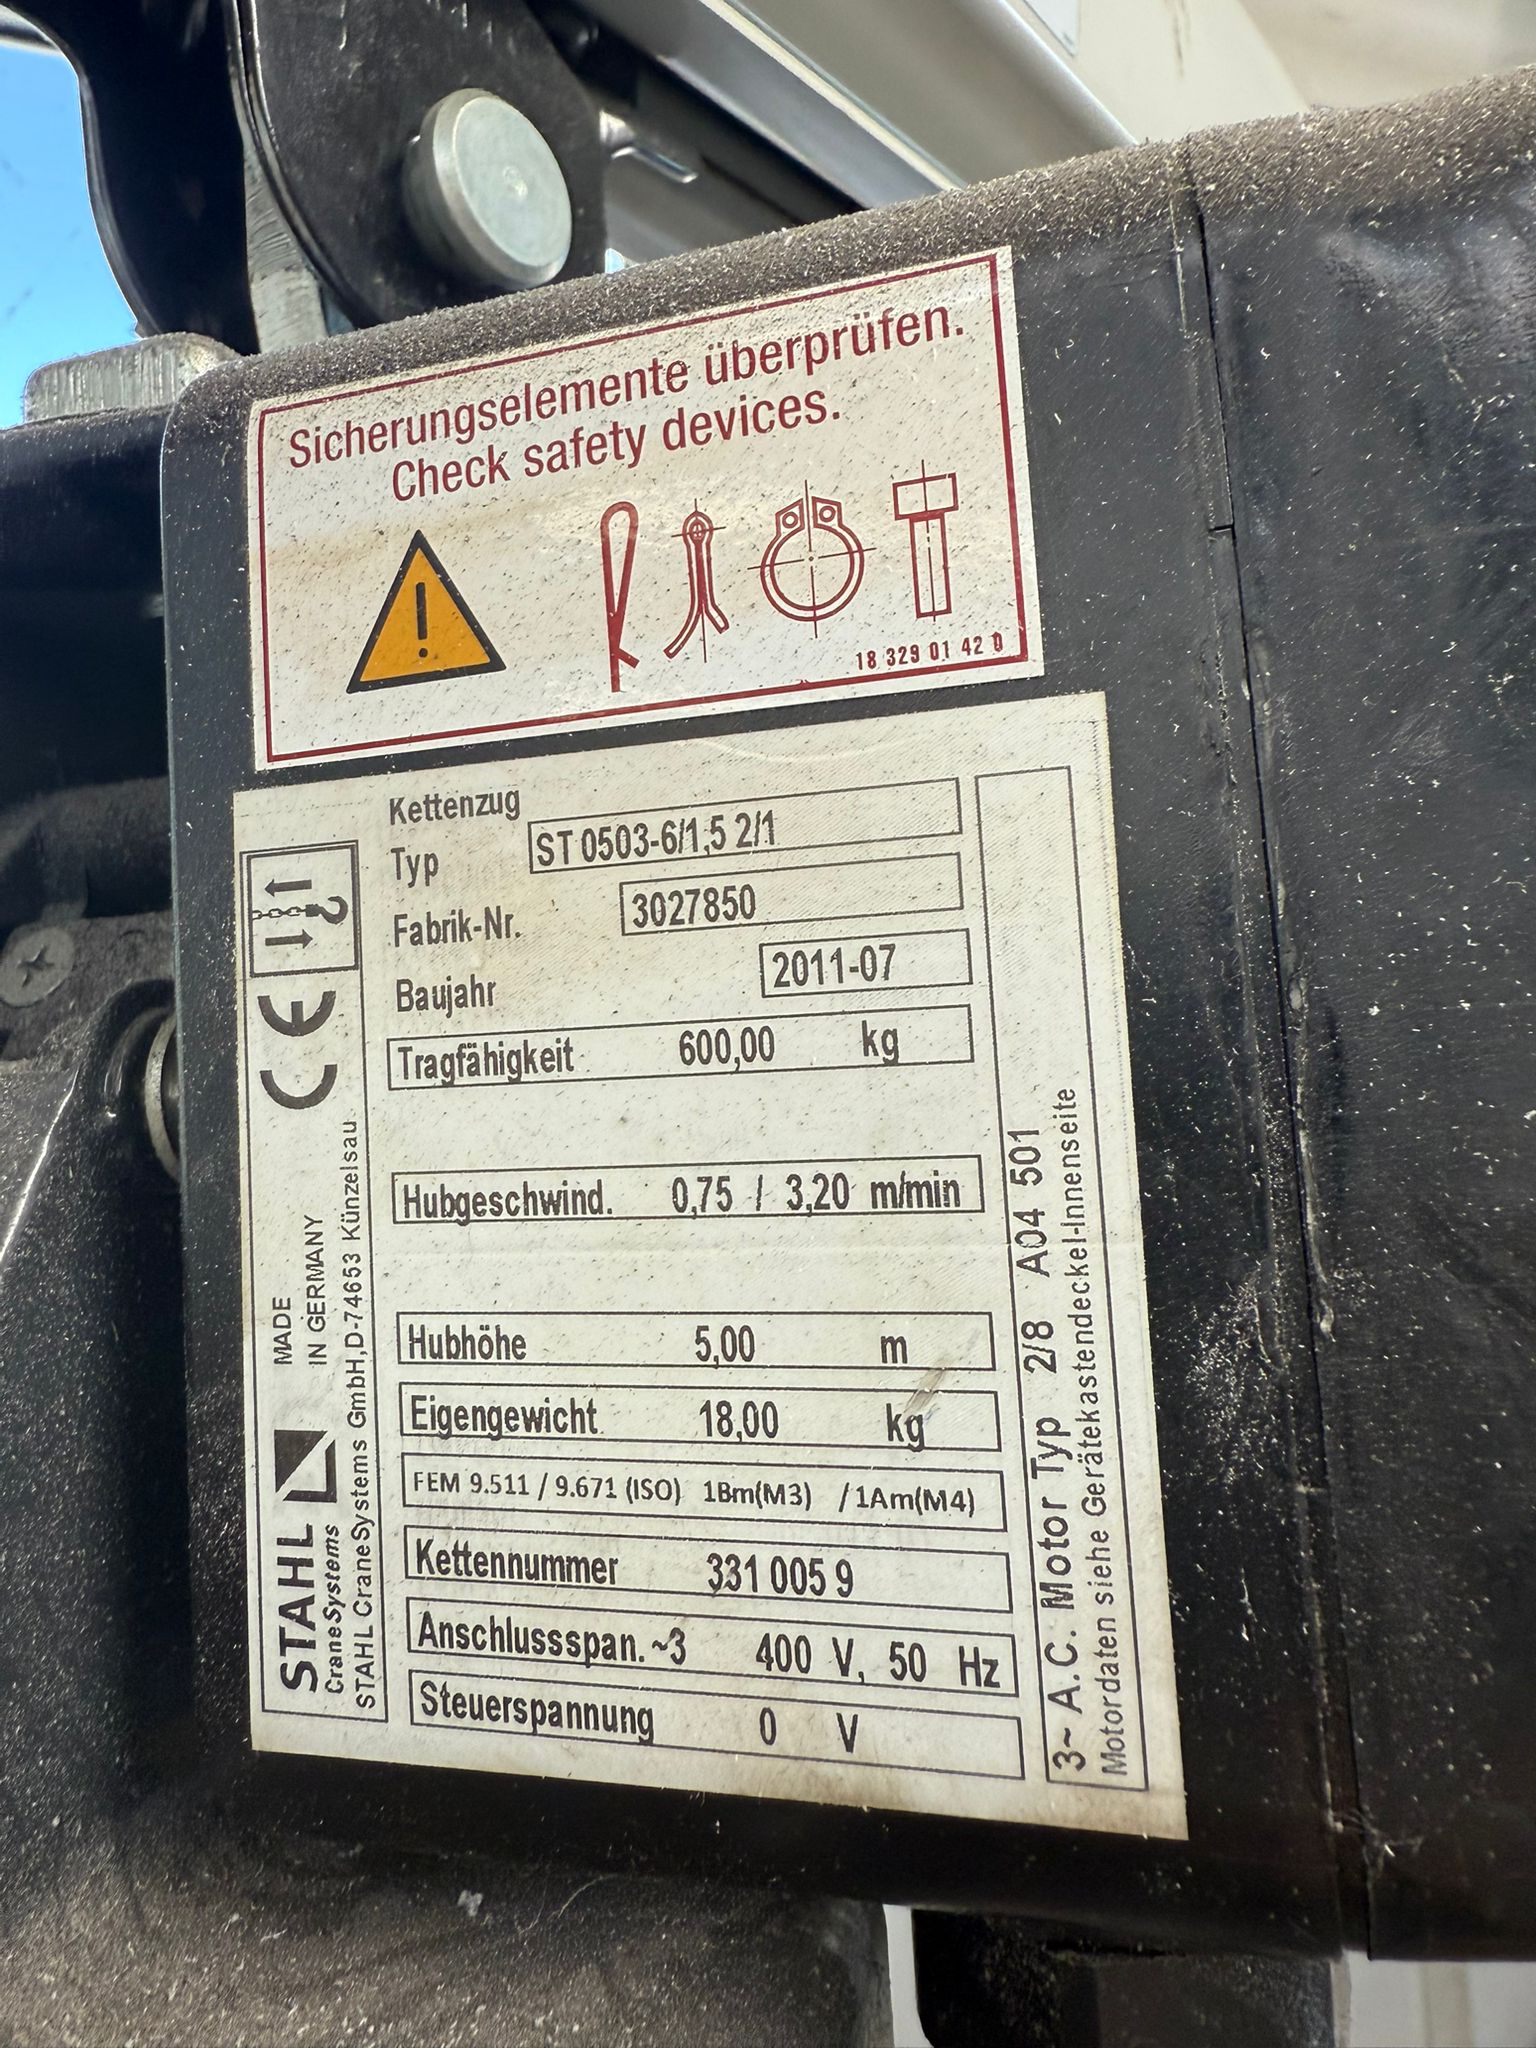 Sicherungselemente überprüfen.
Check safety devices.
18 329 01 42 0
Kettenzug
Typ ST 0503-6/1,5 2/1
Fabrik-Nr. 3027850
Baujahr 2011-07
Tragfähigkeit 600,00 kg
Hubgeschwind. 0,75 / 3,20 m/min
Hubhöhe 5,00 m
Eigengewicht 18,00 kg
FEM 9.511 / 9.671 (ISO) 1Bm(M3) /1Am(M4)
Kettennummer 331 005 9
Anschlussspan. ~3 400 V, 50 Hz
Steuerspannung 0 V
CE
MADE
IN GERMANY
STAHL
CraneSystems
STAHL CraneSystems GmbH,D-74653 Künzelsau
3~ A.C. Motor Typ 2/8 A04 501
Motordaten siehe Gerätekastendeckel-Innenseite